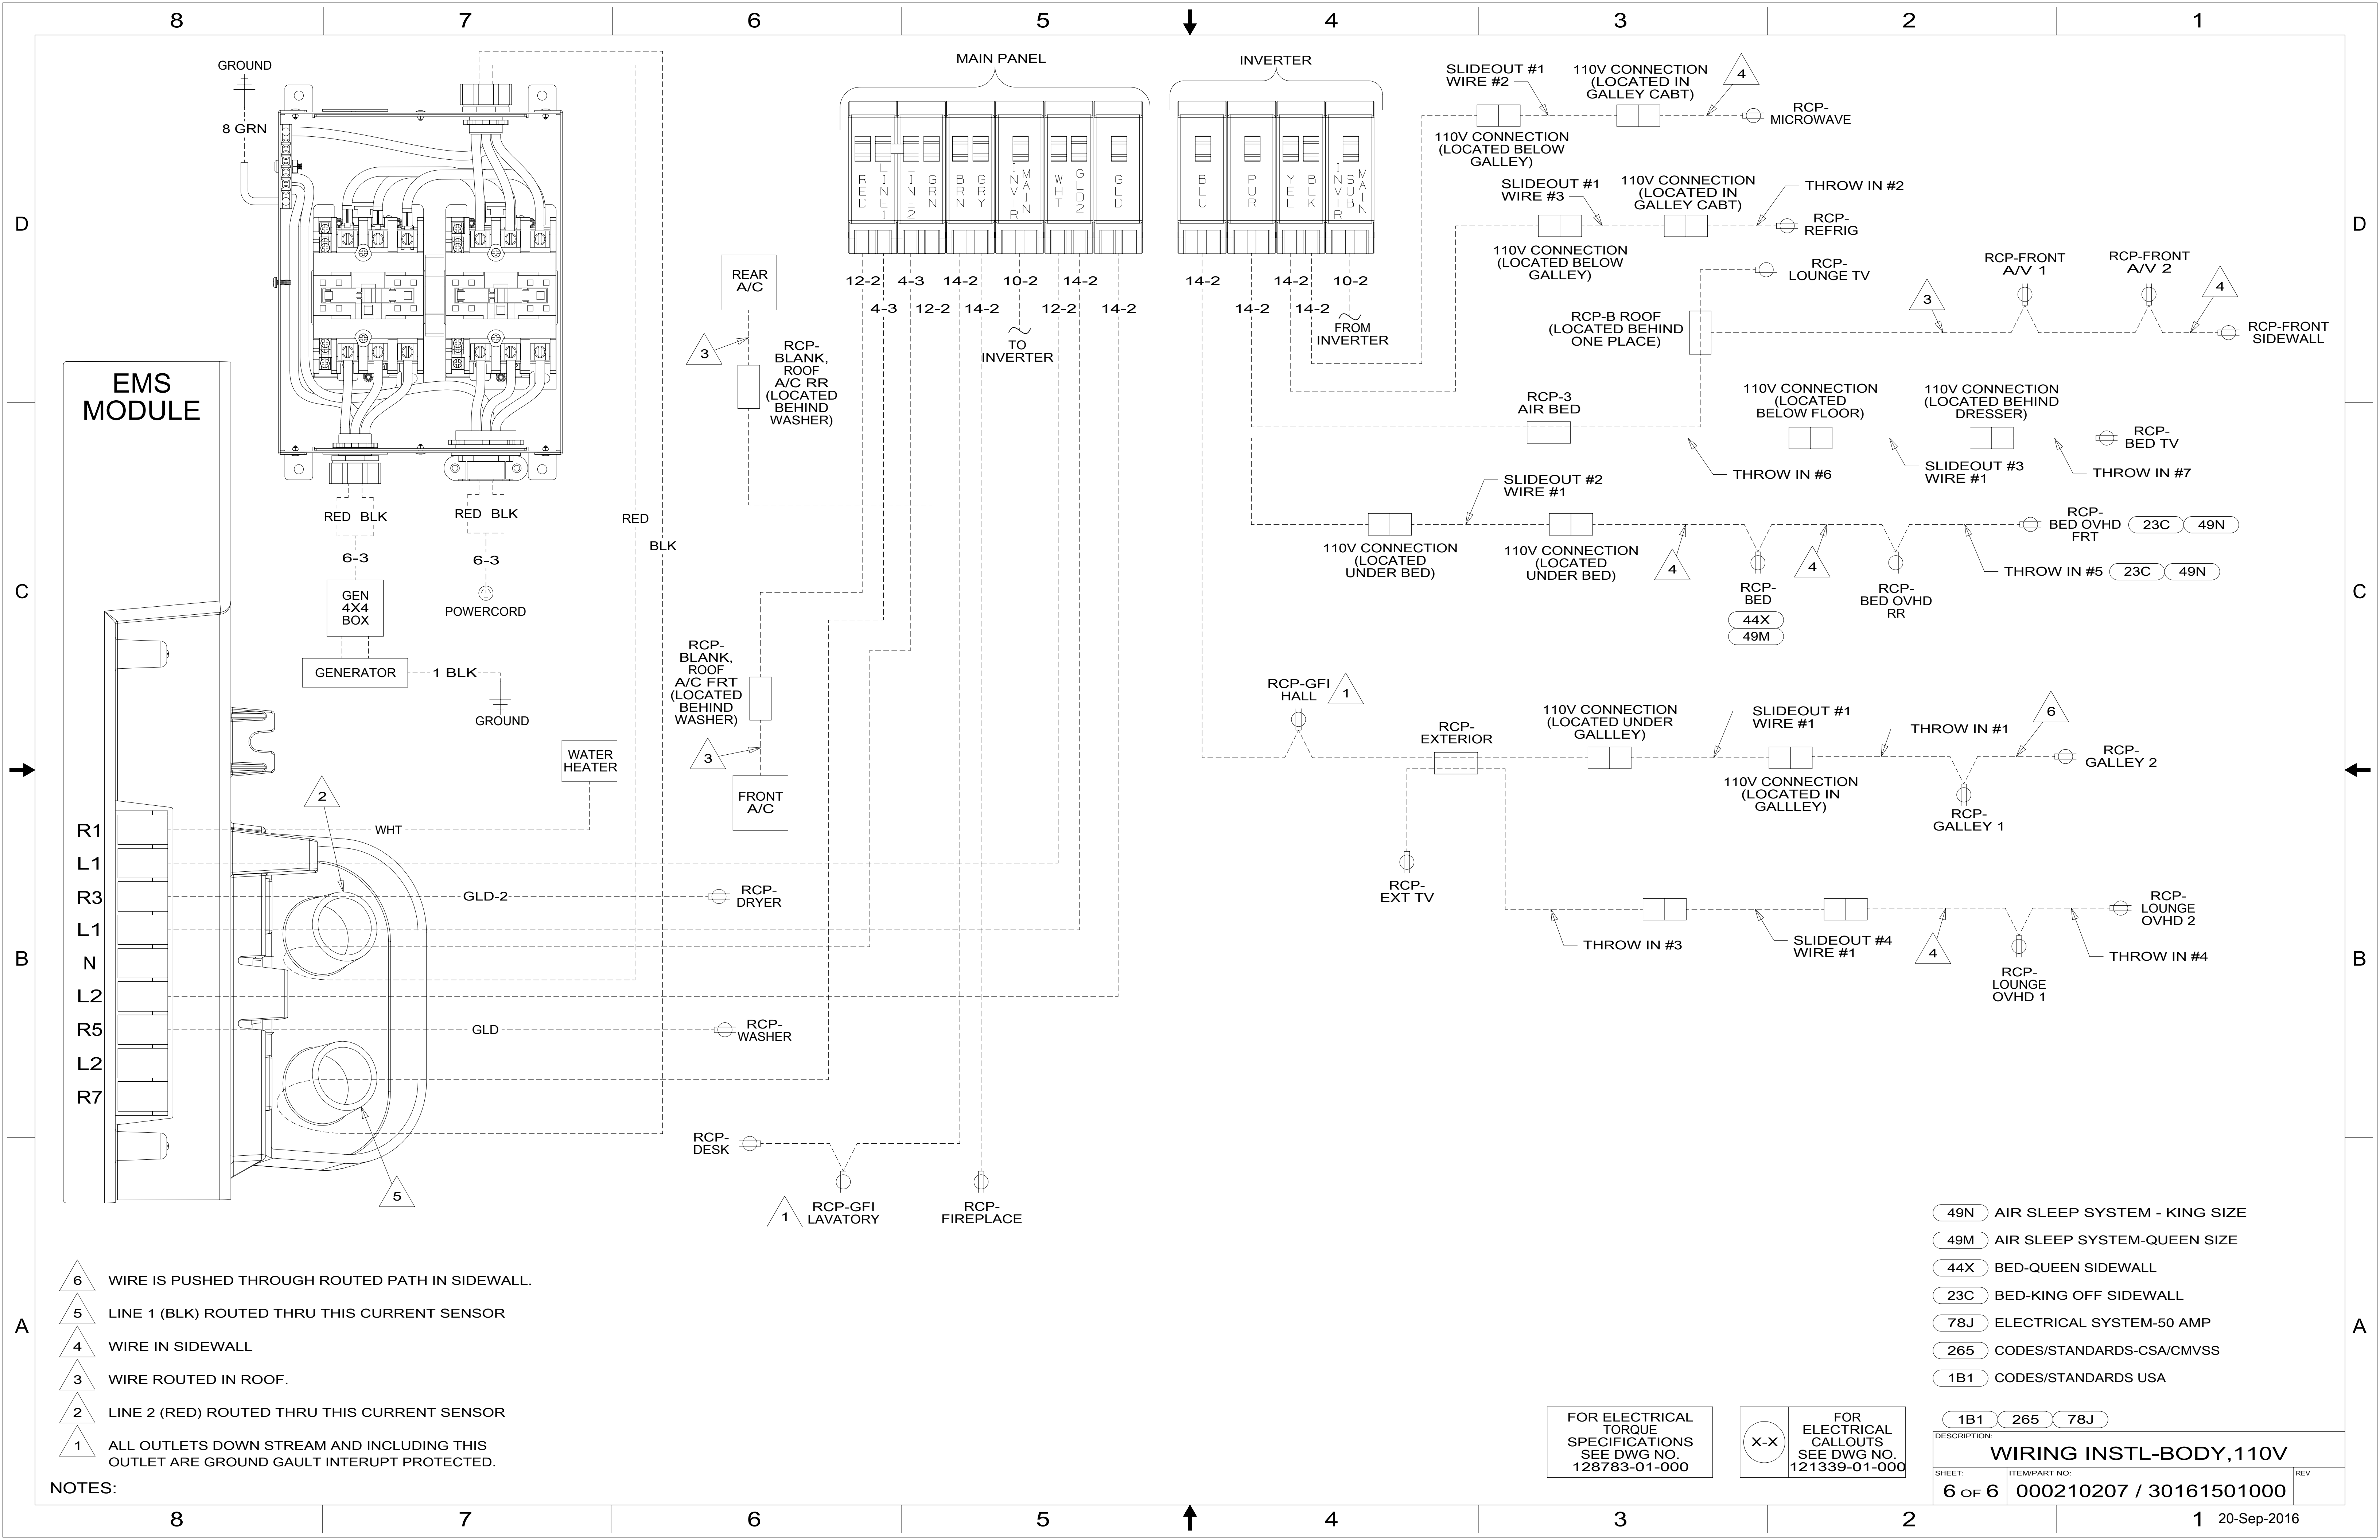 8 7 6 5 4 3 2 1
GROUND
8 GRN
MAIN PANEL
INVERTER
RED
LINE1
LINE2
GRN
BRN
GRY
INVTR
MAIN
WHT
GLD2
GLD
BLU
PUR
YEL
BLK
INVTR
SUB
MAIN
12-2
4-3
4-3
12-2
14-2
14-2
10-2
TO
INVERTER
12-2
14-2
14-2
14-2
14-2
14-2
14-2
10-2
FROM
INVERTER
SLIDEOUT #1
WIRE #2
110V CONNECTION
(LOCATED IN
GALLEY CABT)
4
RCP-
MICROWAVE
110V CONNECTION
(LOCATED BELOW
GALLEY)
SLIDEOUT #1
WIRE #3
110V CONNECTION
(LOCATED IN
GALLEY CABT)
THROW IN #2
RCP-
REFRIG
110V CONNECTION
(LOCATED BELOW
GALLEY)
RCP-
LOUNGE TV
RCP-FRONT
A/V 1
RCP-FRONT
A/V 2
3
4
RCP-B ROOF
(LOCATED BEHIND
ONE PLACE)
RCP-FRONT
SIDEWALL
D
D
REAR
A/C
3
RCP-
BLANK,
ROOF
A/C RR
(LOCATED
BEHIND
WASHER)
EMS
MODULE
RCP-3
AIR BED
110V CONNECTION
(LOCATED
BELOW FLOOR)
110V CONNECTION
(LOCATED BEHIND
DRESSER)
RCP-
BED TV
THROW IN #6
SLIDEOUT #3
WIRE #1
THROW IN #7
SLIDEOUT #2
WIRE #1
110V CONNECTION
(LOCATED
UNDER BED)
110V CONNECTION
(LOCATED
UNDER BED)
4
4
RCP-
BED OVHD
FRT
23C 49N
THROW IN #5 23C 49N
RCP-
BED
44X
49M
RCP-
BED OVHD
RR
RED BLK
RED BLK
6-3
6-3
RED
BLK
GEN
4X4
BOX
POWERCORD
GENERATOR
1 BLK
GROUND
C
C
RCP-
BLANK,
ROOF
A/C FRT
(LOCATED
BEHIND
WASHER)
3
FRONT
A/C
WATER
HEATER
RCP-GFI
HALL
1
RCP-
EXTERIOR
110V CONNECTION
(LOCATED UNDER
GALLLEY)
SLIDEOUT #1
WIRE #1
THROW IN #1
6
RCP-
GALLEY 2
110V CONNECTION
(LOCATED IN
GALLLEY)
RCP-
GALLEY 1
RCP-
EXT TV
THROW IN #3
SLIDEOUT #4
WIRE #1
4
RCP-
LOUNGE
OVHD 1
RCP-
LOUNGE
OVHD 2
THROW IN #4
2
R1
L1
R3
L1
N
L2
R5
L2
R7
WHT
GLD-2
GLD
RCP-
DRYER
RCP-
WASHER
B
B
5
RCP-
DESK
1
RCP-GFI
LAVATORY
RCP-
FIREPLACE
A
A
6 WIRE IS PUSHED THROUGH ROUTED PATH IN SIDEWALL.
5 LINE 1 (BLK) ROUTED THRU THIS CURRENT SENSOR
4 WIRE IN SIDEWALL
3 WIRE ROUTED IN ROOF.
2 LINE 2 (RED) ROUTED THRU THIS CURRENT SENSOR
1 ALL OUTLETS DOWN STREAM AND INCLUDING THIS
OUTLET ARE GROUND GAULT INTERUPT PROTECTED.
NOTES:
49N AIR SLEEP SYSTEM - KING SIZE
49M AIR SLEEP SYSTEM-QUEEN SIZE
44X BED-QUEEN SIDEWALL
23C BED-KING OFF SIDEWALL
78J ELECTRICAL SYSTEM-50 AMP
265 CODES/STANDARDS-CSA/CMVSS
1B1 CODES/STANDARDS USA
1B1 265 78J
FOR ELECTRICAL
TORQUE
SPECIFICATIONS
SEE DWG NO.
128783-01-000
X-X
FOR
ELECTRICAL
CALLOUTS
SEE DWG NO.
121339-01-000
DESCRIPTION:
WIRING INSTL-BODY,110V
SHEET:
6 OF 6
ITEM/PART NO:
000210207 / 30161501000
REV
8 7 6 5 4 3 2 1
20-Sep-2016